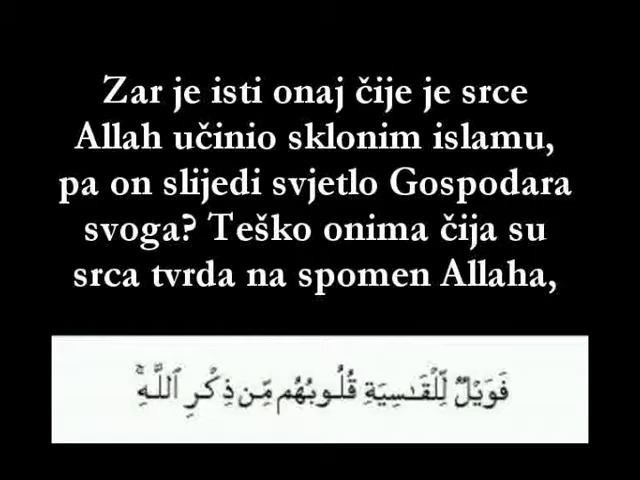 Zar je isti onaj čije je srce
Allah učinio sklonim islamu,
pa on slijedi svjetlo Gospodara
svoga? Teško onima čija su
srca tvrda na spomen Allaha,
فَوَيْلٌ لِّلْقَٰسِيَةِ قُلُوبُهُم مِّن ذِكْرِ ٱللَّهِ ۚ